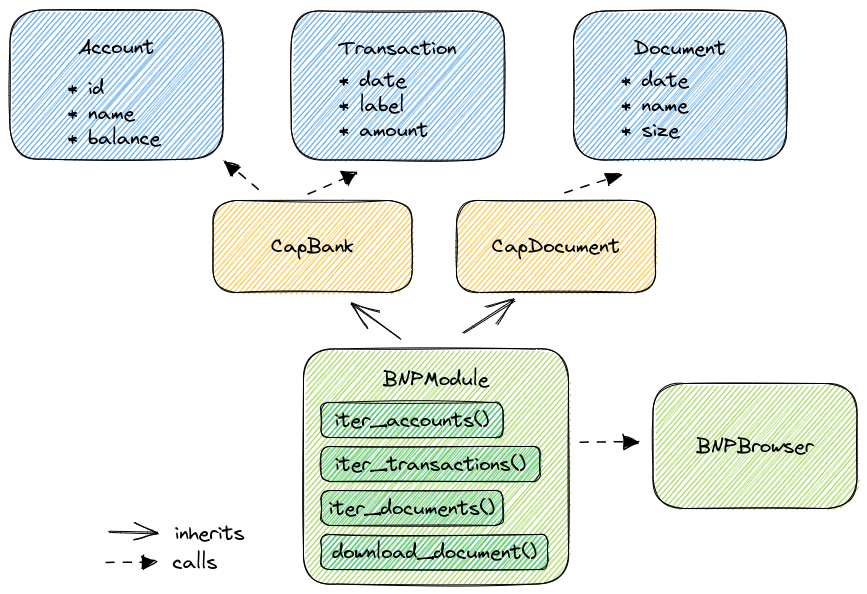 Account
* id
* name
* balance
Transaction
* date
* label
* amount
Document
* date
* name
* size
CapBank
CapDocument
BNPModule
iter_accounts()
iter_transactions()
iter_documents()
download_document()
BNPBrowser
inherits
calls